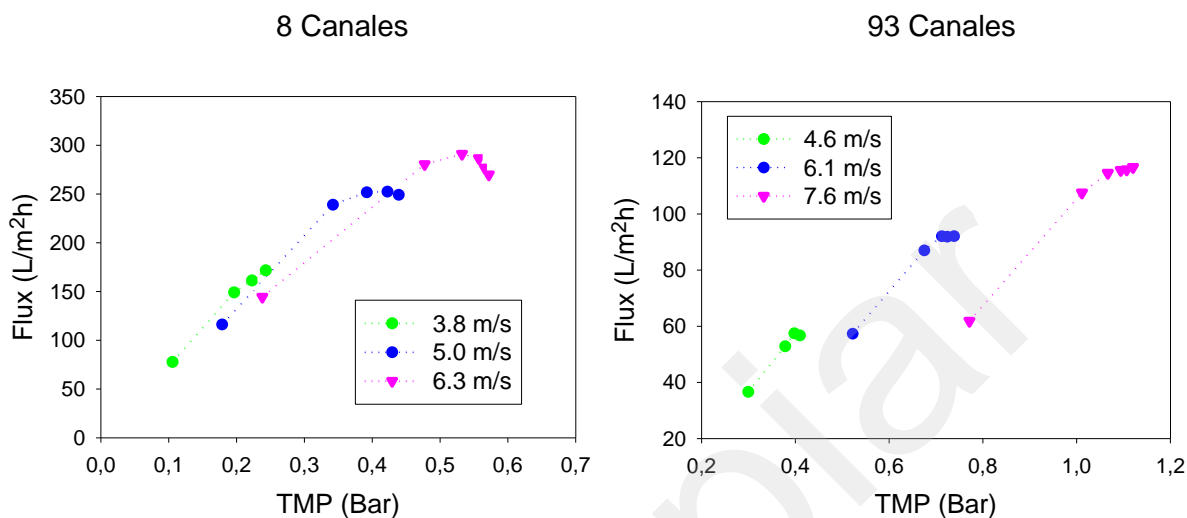 8 Canales
93 Canales
Flux (L/m²h)
350
300
250
200
150
100
50
0
3.8 m/s
5.0 m/s
6.3 m/s
0,0 0,1 0,2 0,3 0,4 0,5 0,6 0,7
TMP (Bar)
Flux (L/m²h)
140
120
100
80
60
40
20
4.6 m/s
6.1 m/s
7.6 m/s
0,2 0,4 0,6 0,8 1,0 1,2
TMP (Bar)
piar